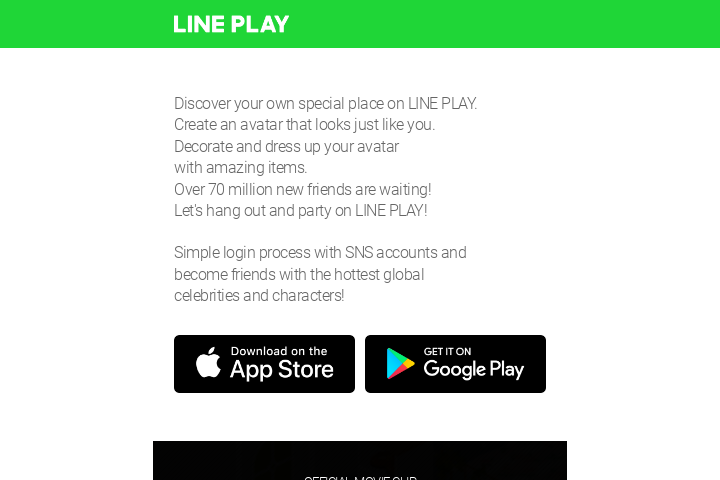 LINE PLAY
Discover your own special place on LINE PLAY.
Create an avatar that looks just like you.
Decorate and dress up your avatar
with amazing items.
Over 70 million new friends are waiting!
Let's hang out and party on LINE PLAY!
Simple login process with SNS accounts and
become friends with the hottest global
celebrities and characters!
Download on the
App Store
GET IT ON
Google Play
OFFICIAL MOVIE CLIP